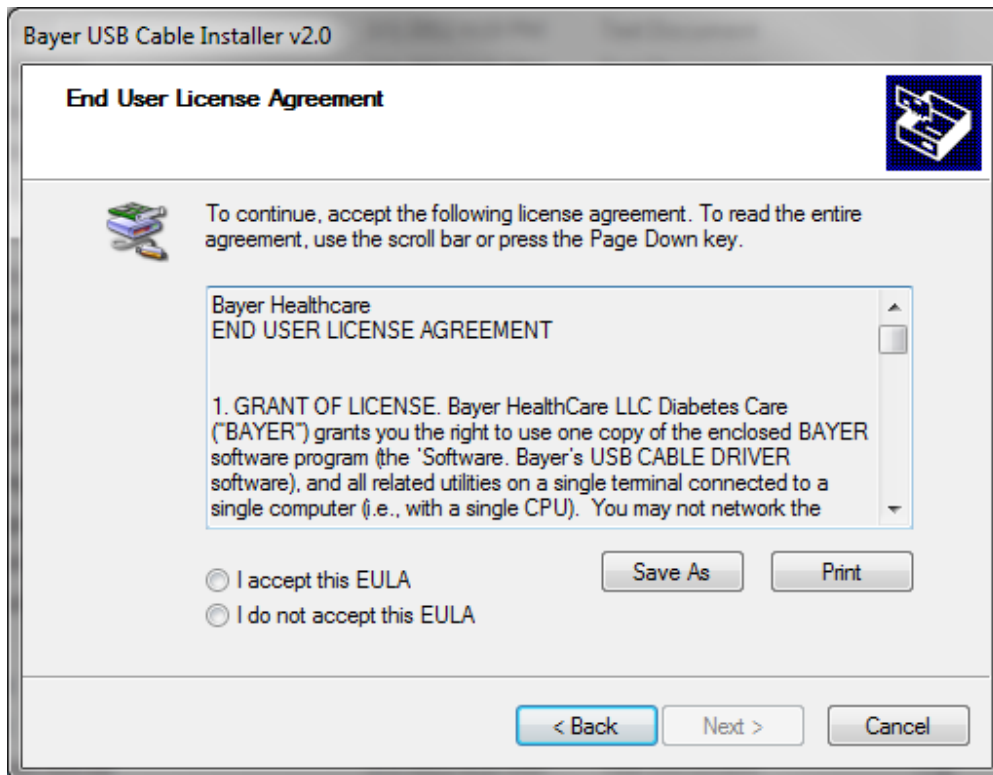 Bayer USB Cable Installer v2.0
End User License Agreement
To continue, accept the following license agreement. To read the entire
agreement, use the scroll bar or press the Page Down key.
Bayer Healthcare
END USER LICENSE AGREEMENT
1. GRANT OF LICENSE. Bayer HealthCare LLC Diabetes Care
("BAYER") grants you the right to use one copy of the enclosed BAYER
software program (the 'Software. Bayer's USB CABLE DRIVER
software), and all related utilities on a single terminal connected to a
single computer (i.e., with a single CPU).  You may not network the
I accept this EULA
Save As
Print
I do not accept this EULA
< Back
Next >
Cancel